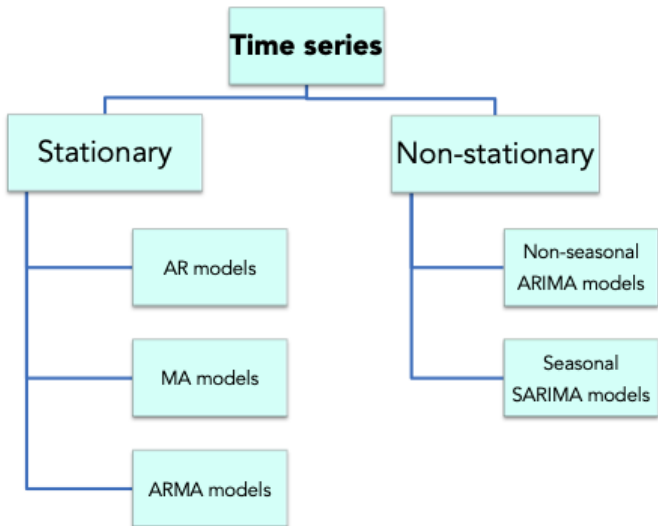 Time series
Stationary
Non-stationary
AR models
MA models
ARMA models
Non-seasonal
ARIMA models
Seasonal
SARIMA models